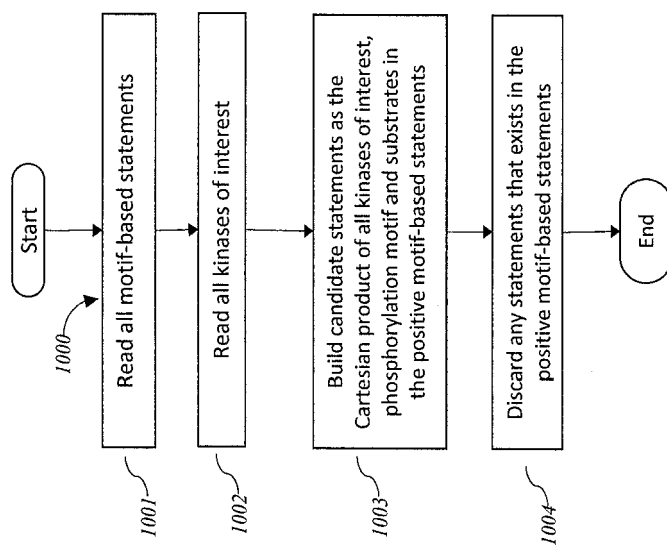 Start
1000
Read all motif-based statements
1001
Read all kinases of interest
1002
Build candidate statements as the
Cartesian product of all kinases of interest,
phosphorylation motif and substrates in
the positive motif-based statement
1003
Discard any statements that exists in the
positive motif-based statement
1004
End